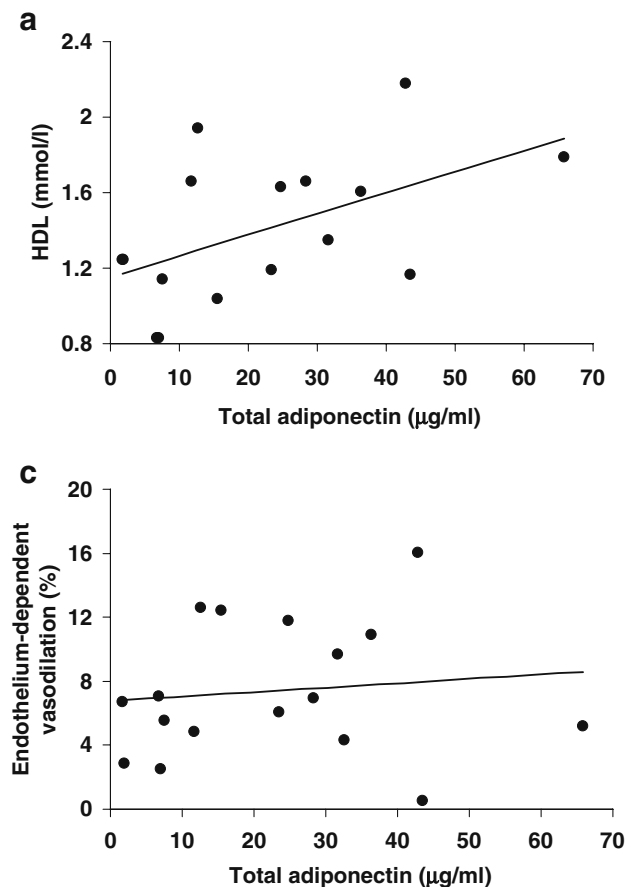 a
2.4
2
1.6
1.2
0.8
HDL (mmol/l)
0 10 20 30 40 50 60 70
Total adiponectin (μg/ml)
c
20
16
12
8
4
0
Endothelium-dependent
vasodilation (%)
0 10 20 30 40 50 60 70
Total adiponectin (μg/ml)